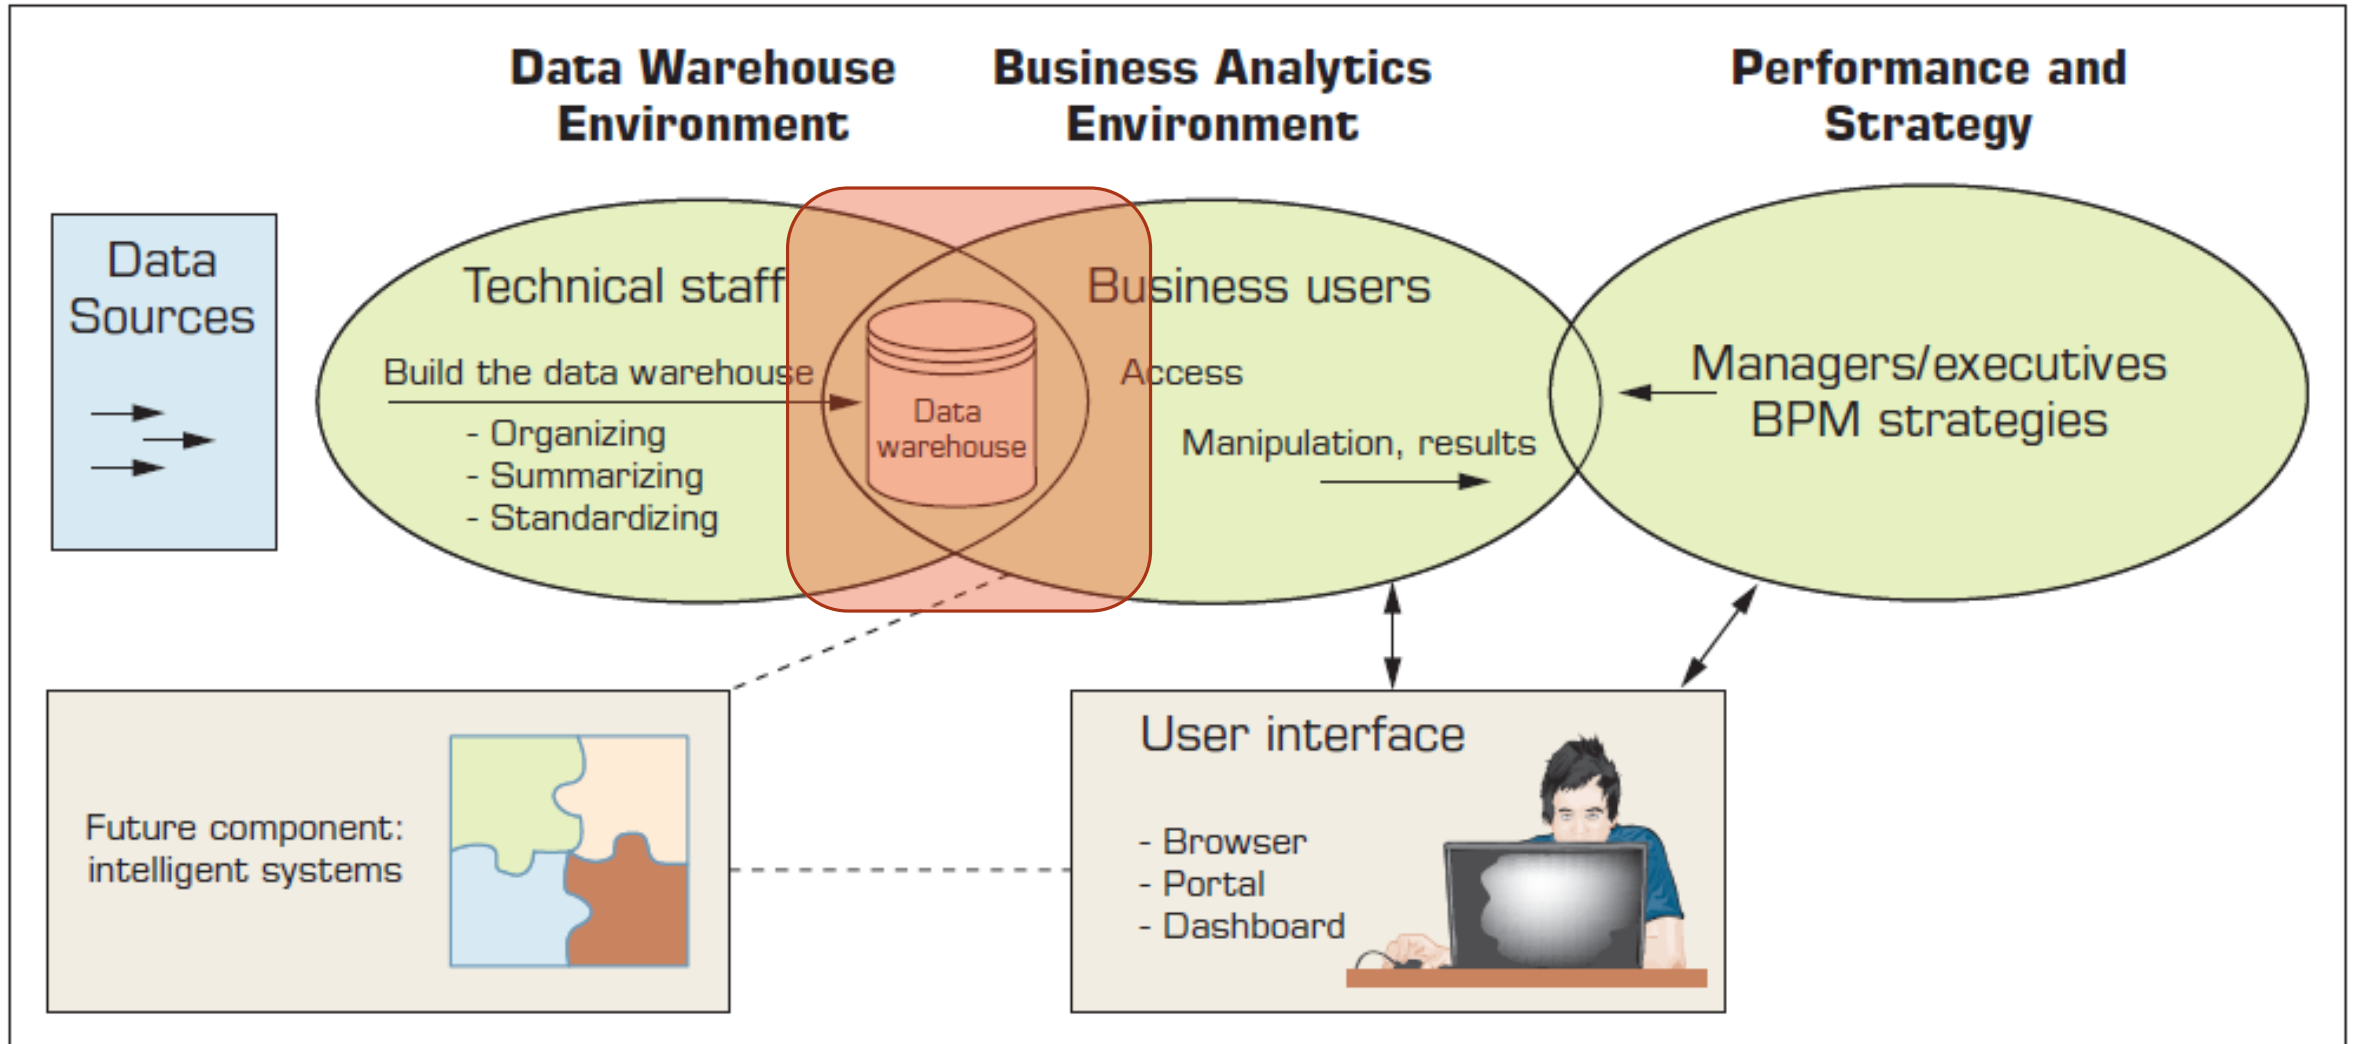 Data Warehouse
Environment
Business Analytics
Environment
Performance and
Strategy
Data
Sources
Technical staff
Build the data warehouse
- Organizing
- Summarizing
- Standardizing
Data
warehouse
Business users
Access
Manipulation, results
Managers/executives
BPM strategies
Future component:
intelligent systems
User interface
- Browser
- Portal
- Dashboard